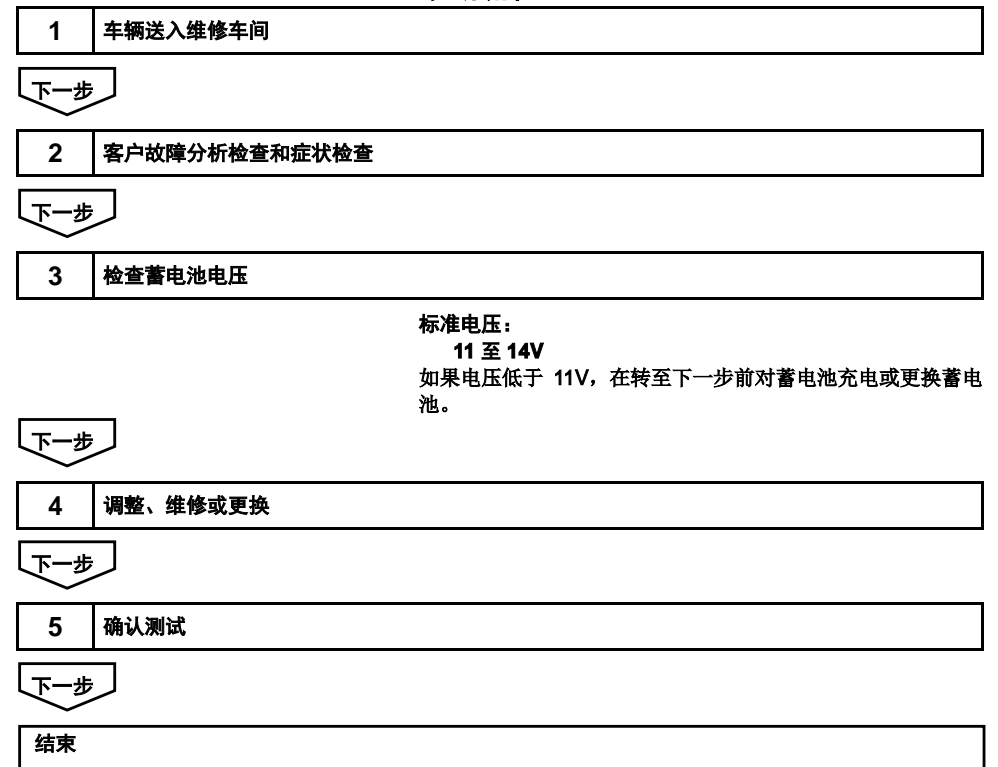 1 车辆送入维修车间
下一步
2 客户故障分析检查和症状检查
下一步
3 检查蓄电池电压
标准电压：
11 至 14V
如果电压低于 11V，在转至下一步前对蓄电池充电或更换蓄电
池。
下一步
4 调整、维修或更换
下一步
5 确认测试
下一步
结束